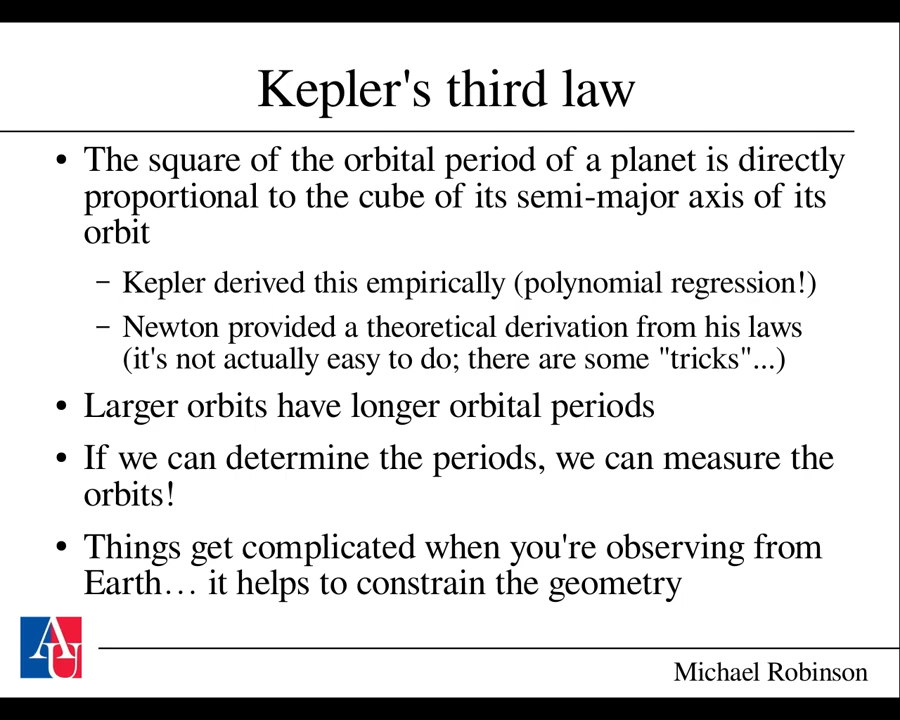 Kepler's third law
• The square of the orbital period of a planet is directly
proportional to the cube of its semi-major axis of its
orbit
– Kepler derived this empirically (polynomial regression!)
– Newton provided a theoretical derivation from his laws
(it's not actually easy to do; there are some "tricks"...)
• Larger orbits have longer orbital periods
• If we can determine the periods, we can measure the
orbits!
• Things get complicated when you're observing from
Earth… it helps to constrain the geometry
AU
Michael Robinson